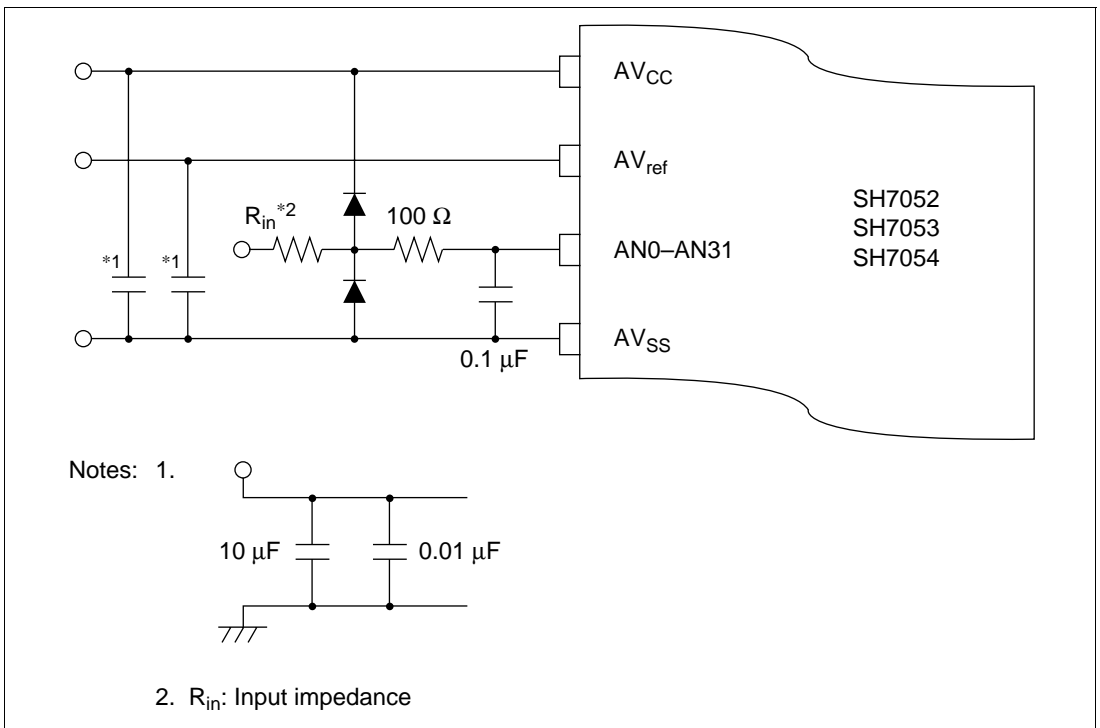 AVCC
AVref
SH7052
SH7053
SH7054
Rin*2
100 Ω
*1
*1
AN0–AN31
AVSS
0.1 μF
Notes: 1.
10 μF
0.01 μF
2. Rin: Input impedance